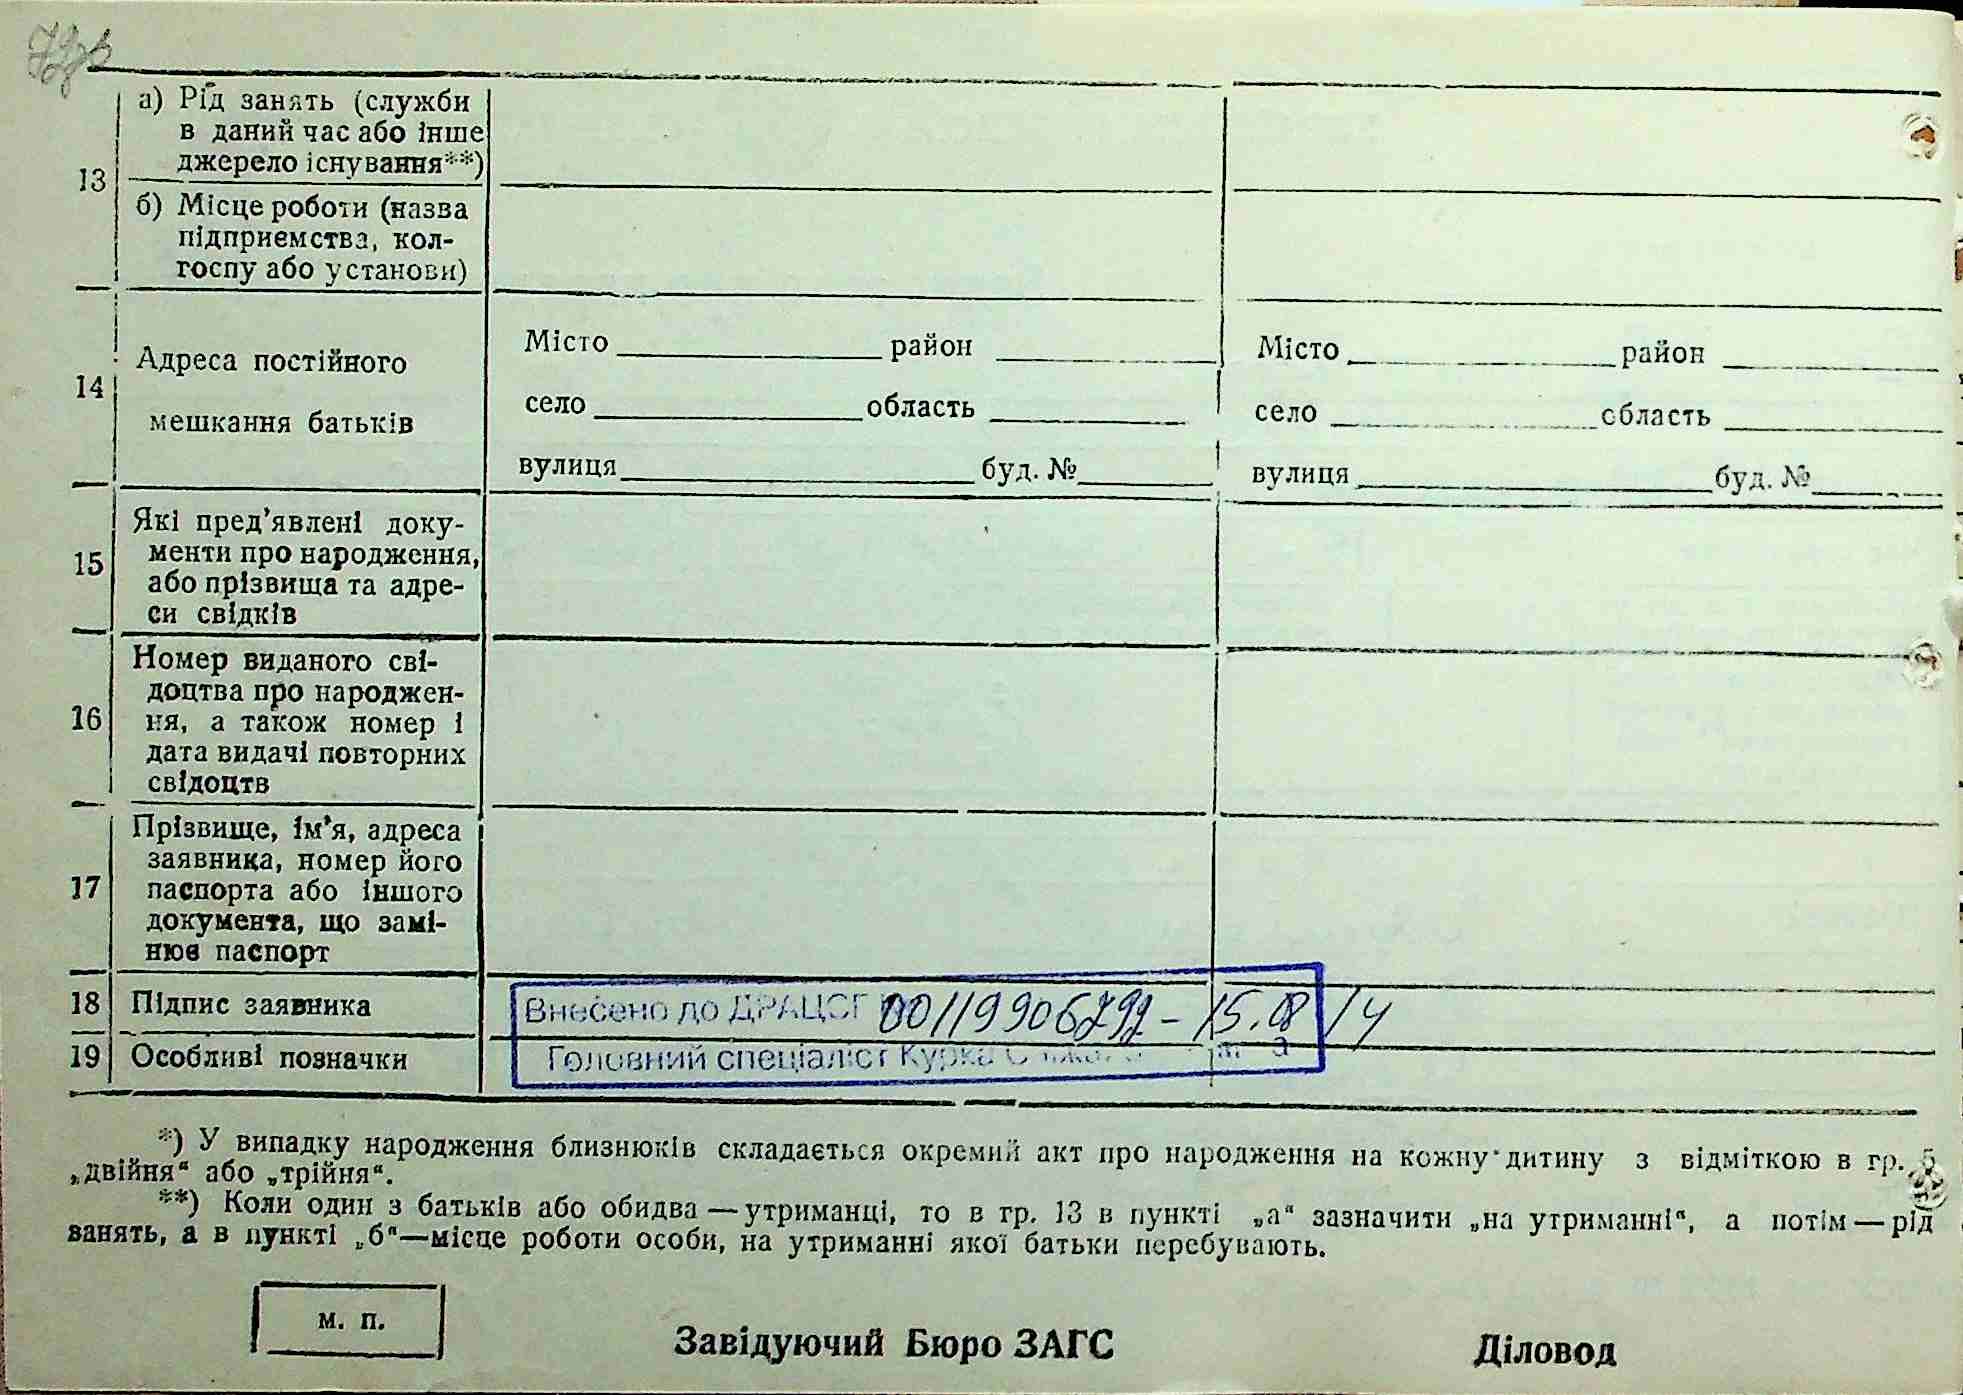 13
а) Рід занять (служби
в даний час або інше
джерело існування**)
б) Місце роботи (назва
підприємства, кол-
госпу або установи)
14
Адреса постійного
мешкання батьків
Місто район
село область
вулиця буд. №
Місто район
село область
вулиця буд. №
15
Які пред'явлені доку-
менти про народження,
або прізвища та адре-
си свідків
16
Номер виданого сві-
доцтва про народжен-
ня, а також номер і
дата видачі повторних
свідоцтв
17
Прізвище, ім'я, адреса
заявника, номер його
паспорта або іншого
документа, що замі-
нює паспорт
18 Підпис заявника
Внесено до ДРАЦСГ 00119906792 - 15.08/14
19 Особливі позначки
Головний спеціаліст Курка
*) У випадку народження близнюків складається окремий акт про народження на кожну дитину з відміткою в гр. 5
„двійня“ або „трійня“.
**) Коли один з батьків або обидва — утриманці, то в гр. 13 в пункті „а“ зазначити „на утриманні“, а потім — рід
занять, а в пункті „б“—місце роботи особи, на утриманні якої батьки перебувають.
м. п.
Завідуючий Бюро ЗАГС
Діловод